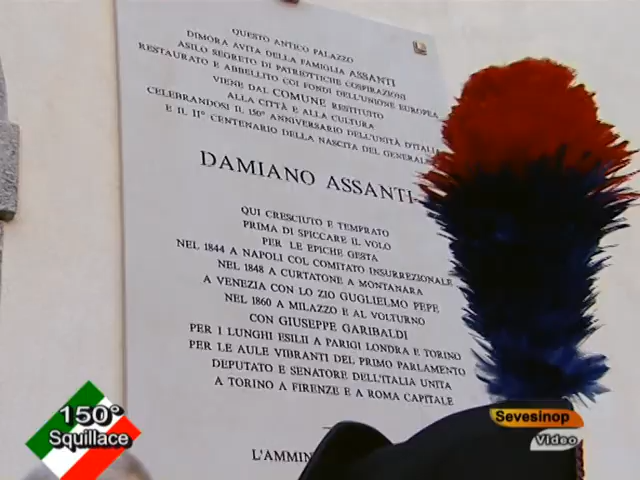 QUESTO ANTICO PALAZZO
DIMORA AVITA DELLA FAMIGLIA ASSANTI
ASILO SEGRETO DI PATRIOTTICHE COSPIRAZIONI
RESTAURATO E ABBELLITO COI FONDI DELL'UNIONE EUROPEA
VIENE DAL COMUNE RESTITUITO
ALLA CITTÀ E ALLA CULTURA
CELEBRANDOSI IL 150° ANNIVERSARIO DELL'UNITÀ D'ITALIA
E IL II° CENTENARIO DELLA NASCITA DEL GENERALE
DAMIANO ASSANTI
QUI CRESCIUTO E TEMPRATO
PRIMA DI SPICCARE IL VOLO
PER LE EPICHE GESTA
NEL 1844 A NAPOLI COL COMITATO INSURREZIONALE
NEL 1848 A CURTATONE A MONTANARA
A VENEZIA CON LO ZIO GUGLIELMO PEPE
NEL 1860 A MILAZZO E AL VOLTURNO
CON GIUSEPPE GARIBALDI
PER I LUNGHI ESILII A PARIGI LONDRA E TORINO
PER LE AULE VIBRANTI DEL PRIMO PARLAMENTO
DEPUTATO E SENATORE DELL'ITALIA UNITA
A TORINO A FIRENZE E A ROMA CAPITALE
L'AMMIN
150°
Squillace
Sevesinop
Video